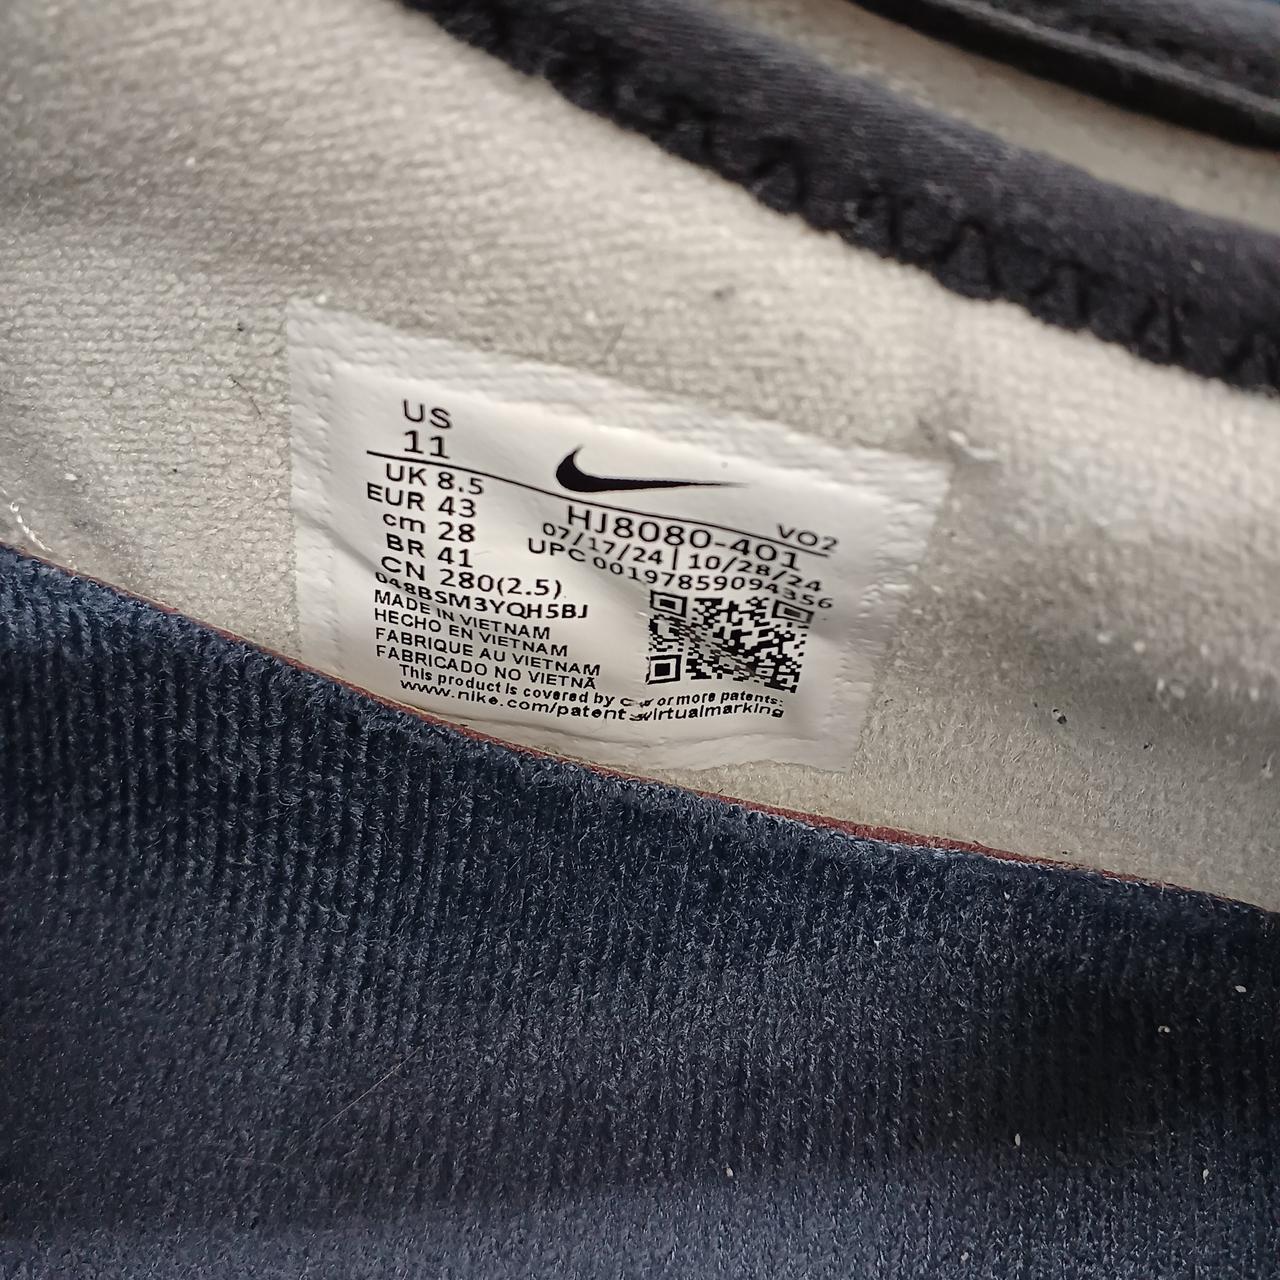 US
11
UK 8.5
EUR 43
cm 28
BR 41
CN 280(2.5)
048BSM3YQH5BJ
MADE IN VIETNAM
HECHO EN VIETNAM
FABRIQUE AU VIETNAM
FABRICADO NO VIETNÃ
This product is covered by or more patents:
www.nike.com/patent virtualmarking
VO2
HJ8080-401
07/17/24 | 10/28/24
UPC 00197859094356